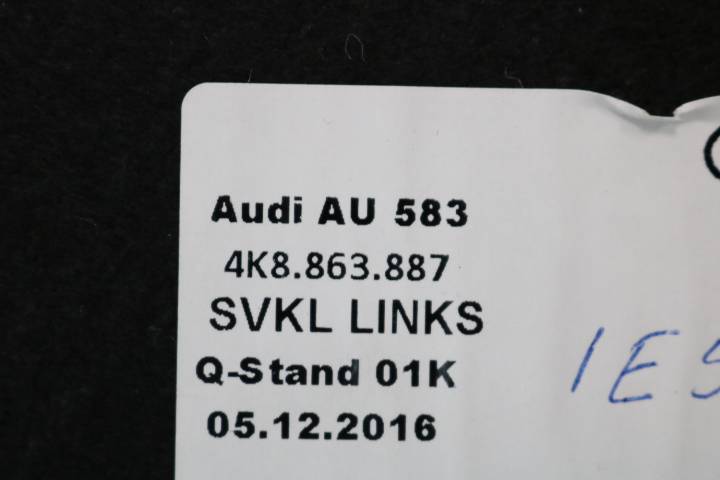 Audi AU 583
4K8.863.887
SVKL LINKS
Q-Stand 01K
05.12.2016